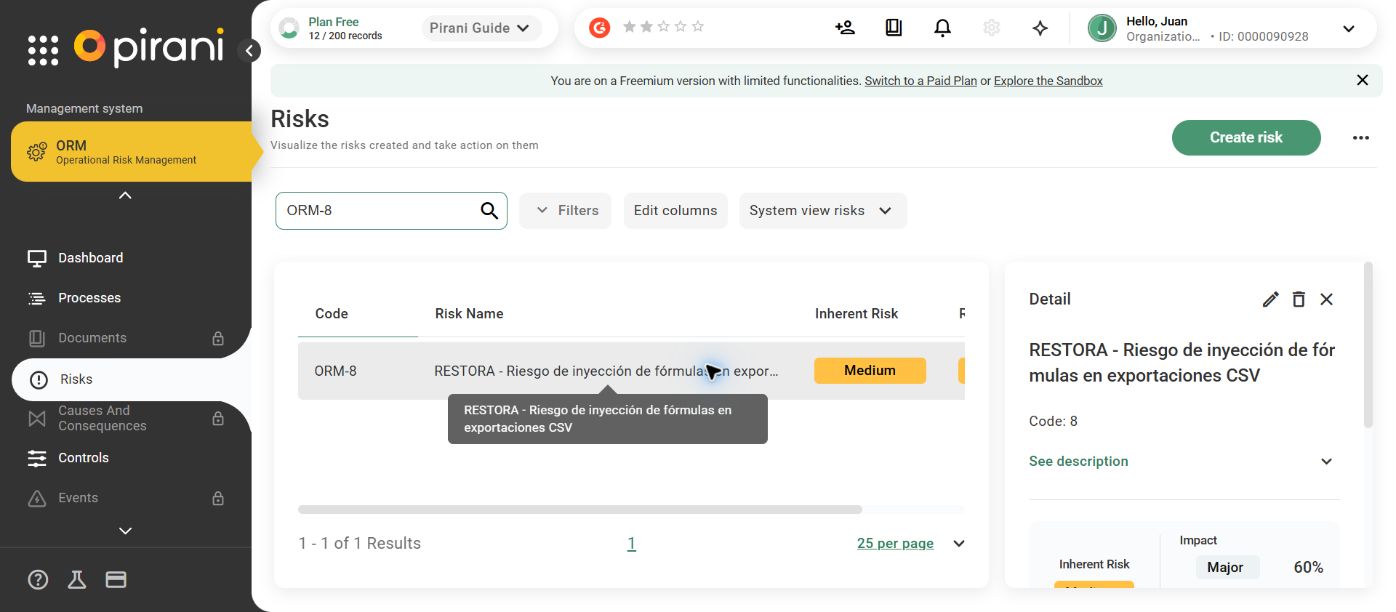 pirani
Plan Free
12 / 200 records
Pirani Guide
Hello, Juan
Organizatio... • ID: 0000090928
You are on a Freemium version with limited functionalities. Switch to a Paid Plan or Explore the Sandbox
Management system
ORM
Operational Risk Management
Dashboard
Processes
Documents
Risks
Causes And
Consequences
Controls
Events
Risks
Visualize the risks created and take action on them
Create risk
ORM-8
Filters
Edit columns
System view risks
Code
Risk Name
Inherent Risk
ORM-8
RESTORA - Riesgo de inyección de fórmulas en expor...
Medium
RESTORA - Riesgo de inyección de fórmulas en
exportaciones CSV
1 - 1 of 1 Results
1
25 per page
Detail
RESTORA - Riesgo de inyección de fór
mulas en exportaciones CSV
Code: 8
See description
Inherent Risk
Impact
Major
60%